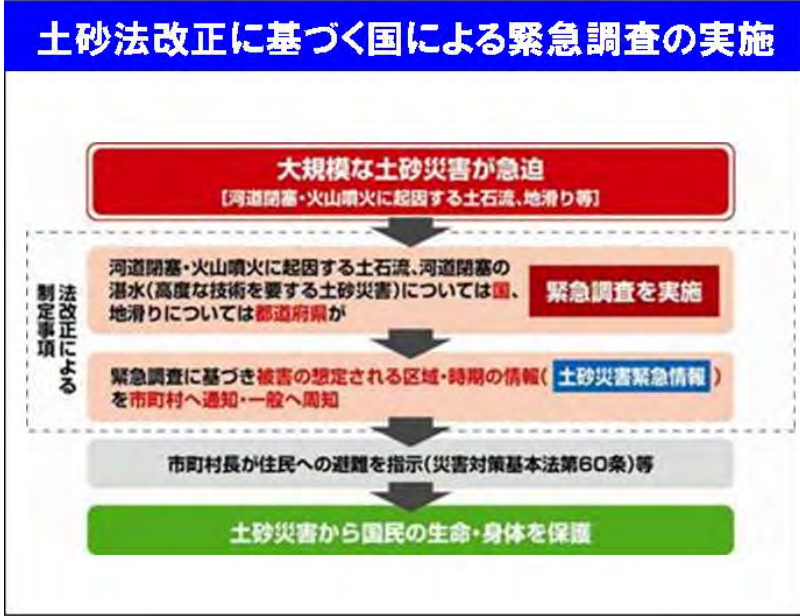 土砂法改正に基づく国による緊急調査の実施
大規模な土砂災害が急迫
[河道閉塞・火山噴火に起因する土石流、地滑り等]
法改正による
制定事項
河道閉塞・火山噴火に起因する土石流、河道閉塞の
湛水(高度な技術を要する土砂災害)については国、
地滑りについては都道府県が
緊急調査を実施
緊急調査に基づき被害の想定される区域・時期の情報(土砂災害緊急情報)
を市町村へ通知・一般へ周知
市町村長が住民への避難を指示(災害対策基本法第60条)等
土砂災害から国民の生命・身体を保護